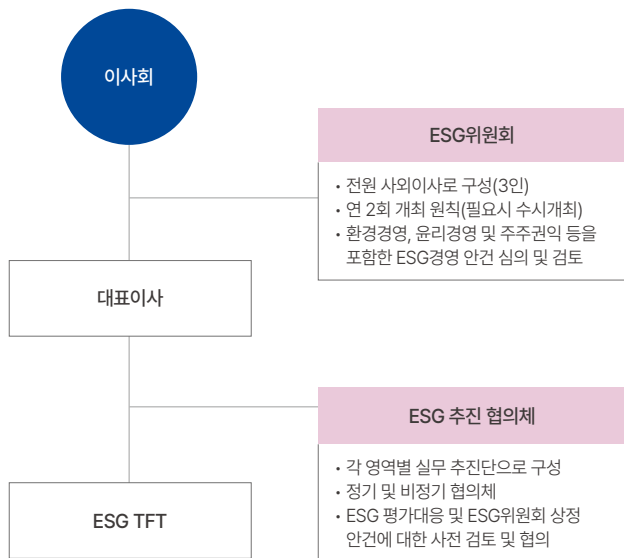 이사회
ESG위원회
• 전원 사외이사로 구성(3인)
• 연 2회 개최 원칙(필요시 수시개최)
• 환경경영, 윤리경영 및 주주권익 등을
포함한 ESG경영 안건 심의 및 검토
대표이사
ESG 추진 협의체
• 각 영역별 실무 추진단으로 구성
• 정기 및 비정기 협의체
• ESG 평가대응 및 ESG위원회 상정
안건에 대한 사전 검토 및 협의
ESG TFT